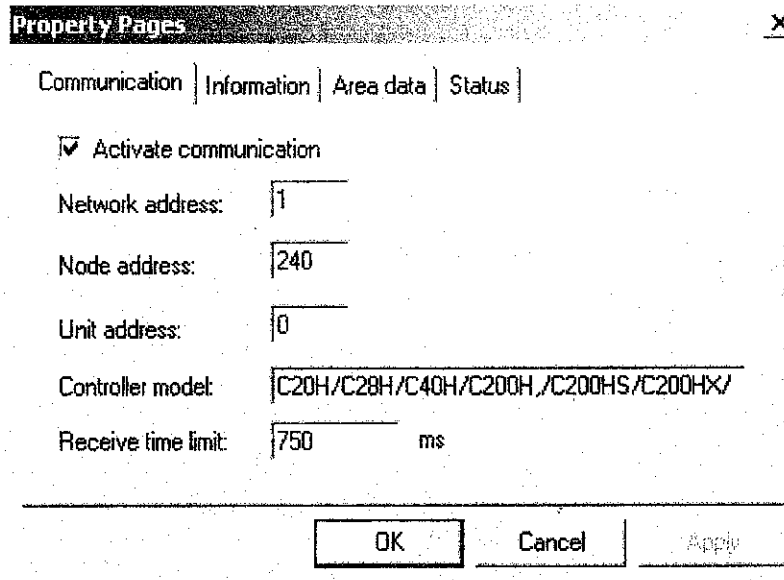 Property Pages
Communication Information Area data Status
Activate communication
Network address: 1
Node address: 240
Unit address: 0
Controller model: C20H/C28H/C40H/C200H,/C200HS/C200HX/
Receive time limit: 750 ms
OK Cancel Apply